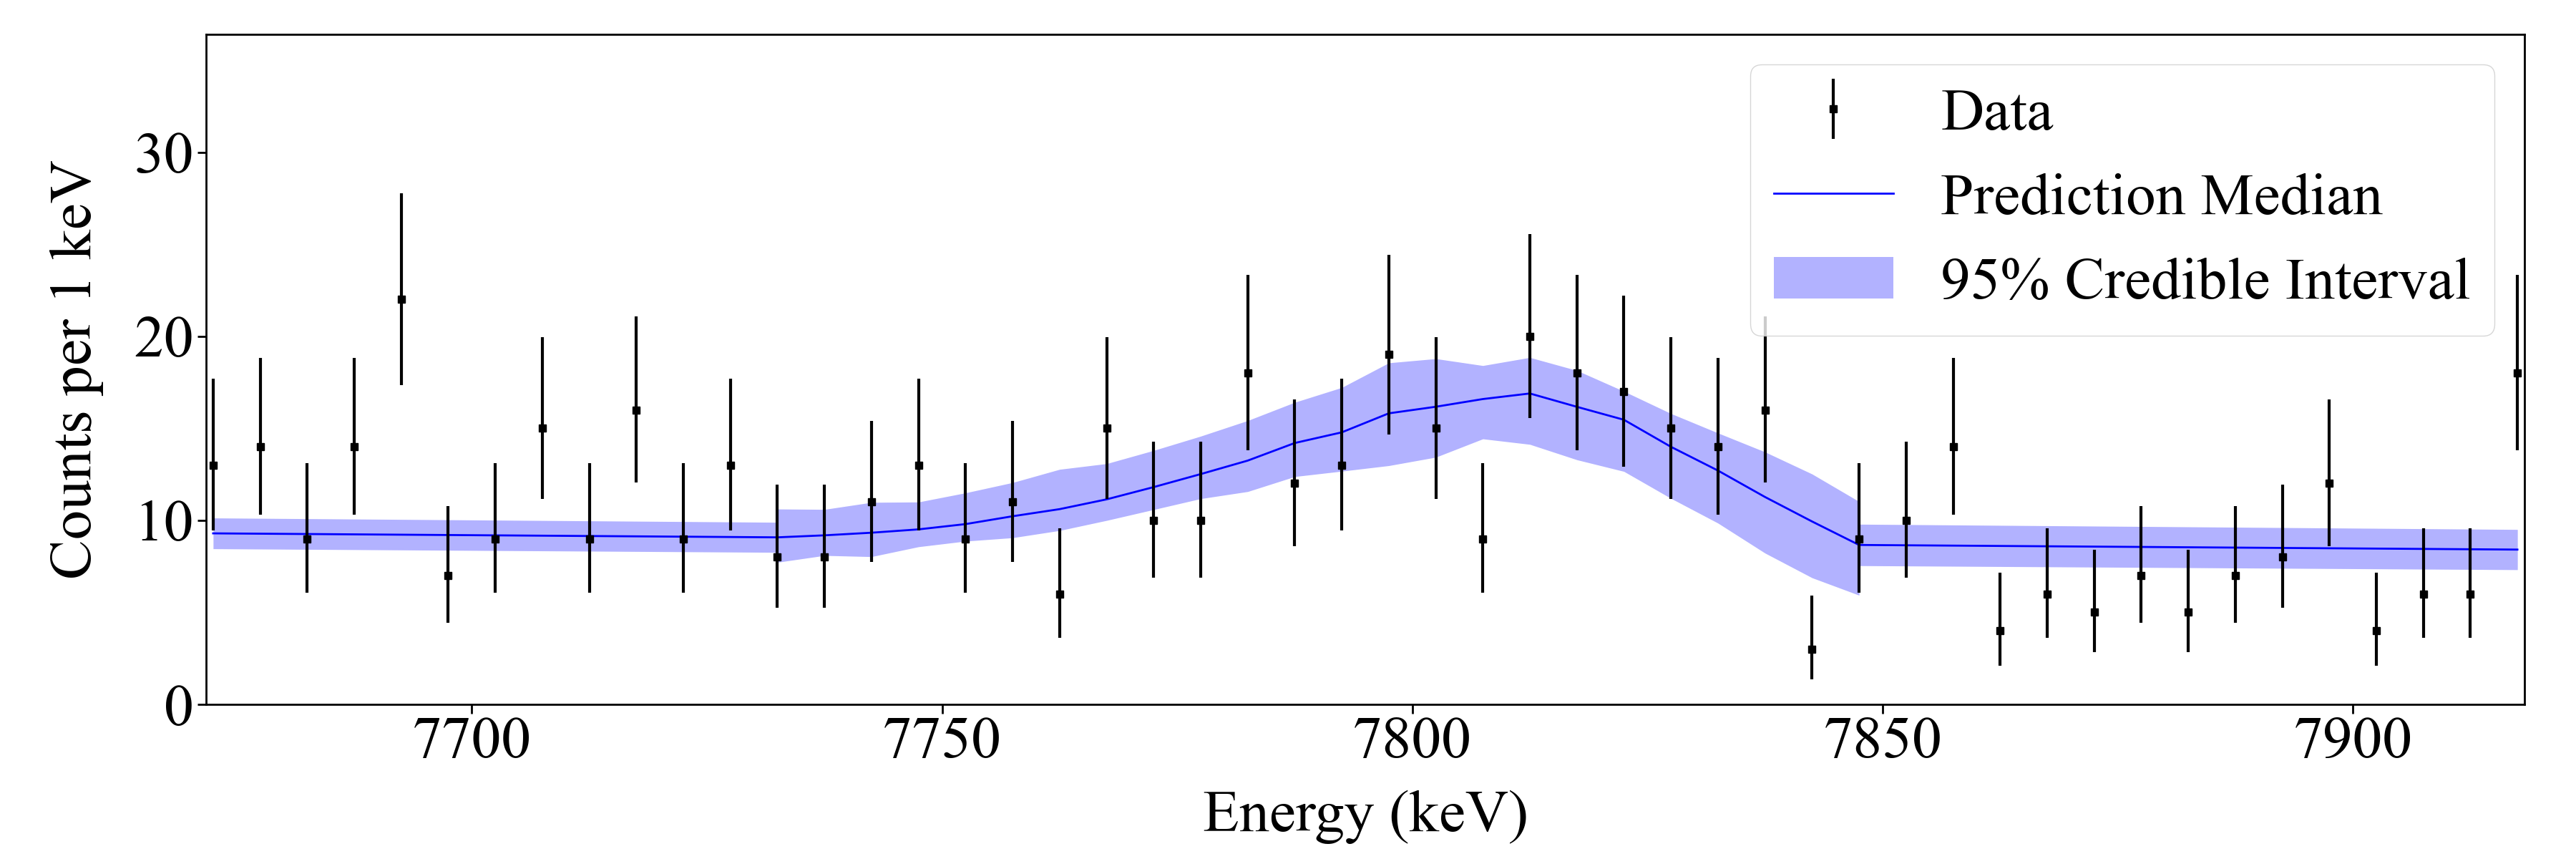 Counts per 1 keV
30
20
10
0
Data
Prediction Median
95% Credible Interval
7700 7750 7800 7850 7900
Energy (keV)